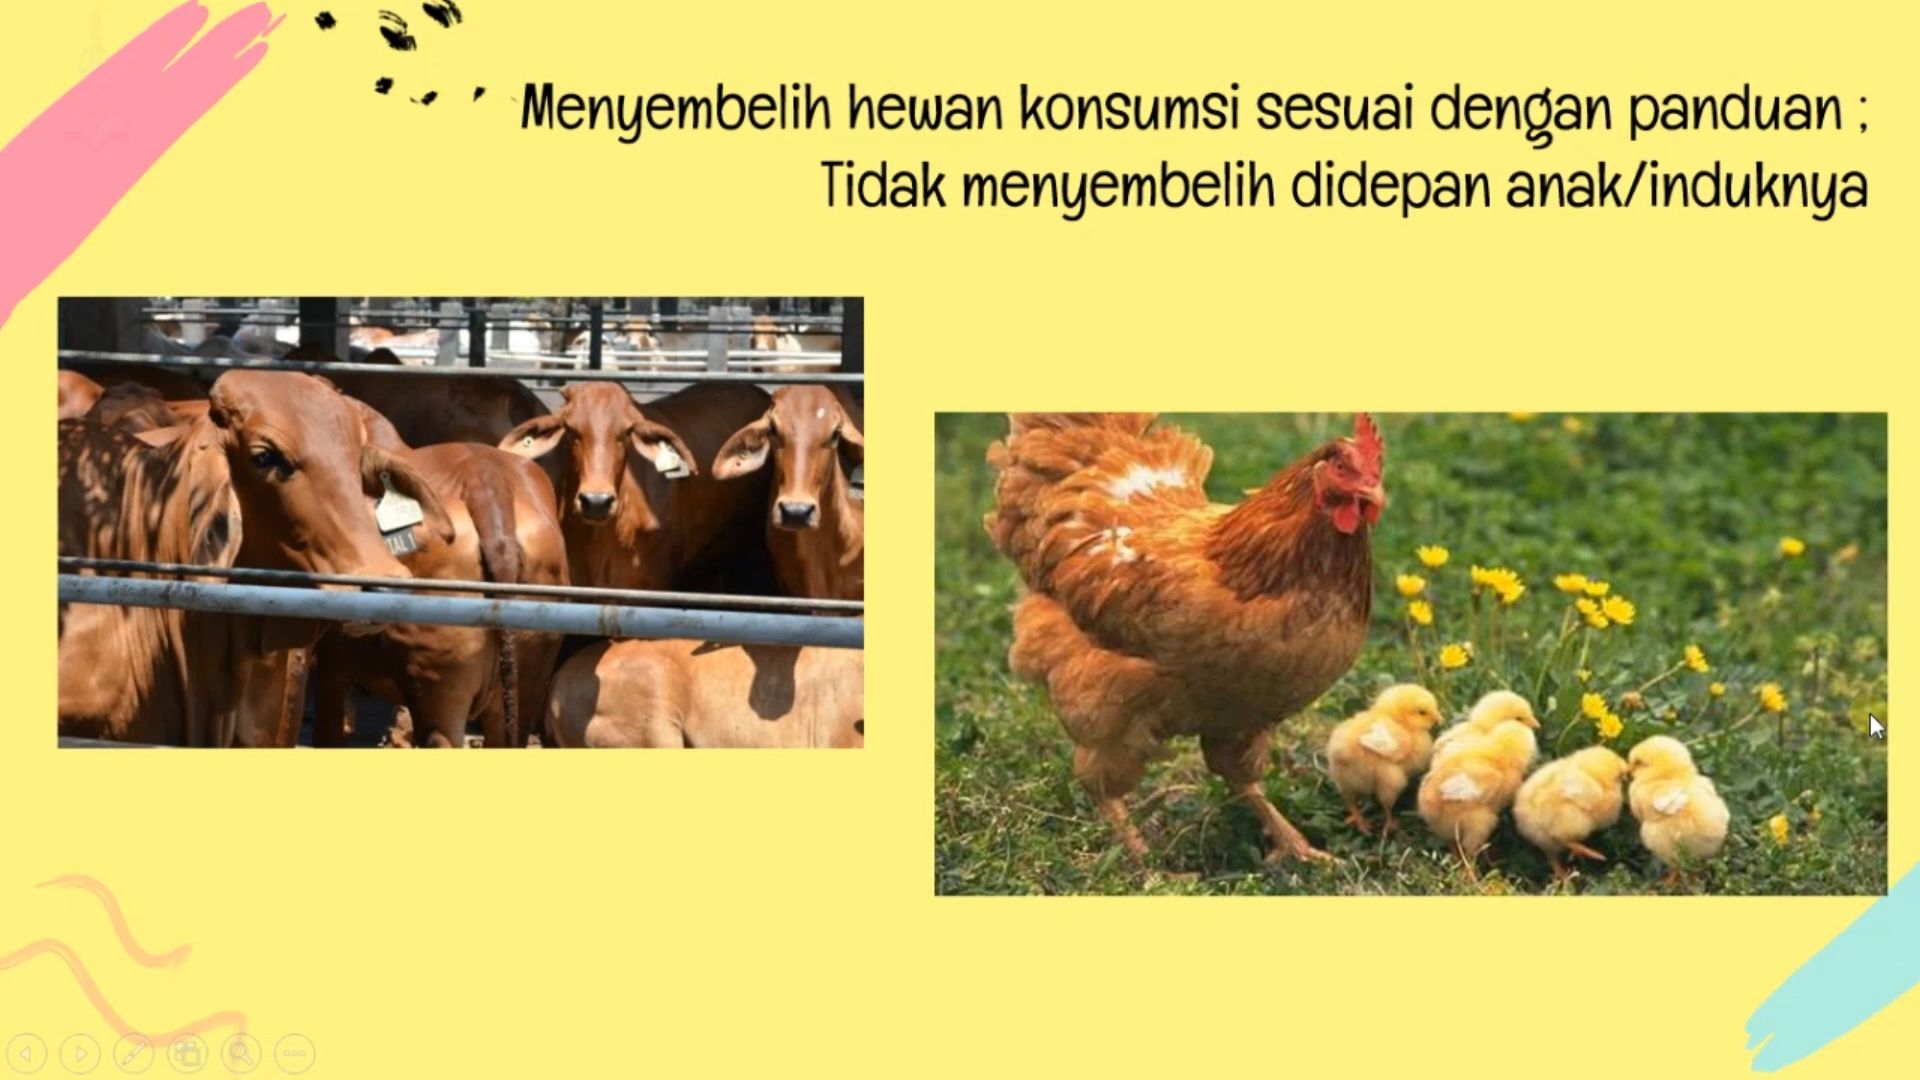 Menyembelih hewan konsumsi sesuai dengan panduan ;
Tidak menyembelih didepan anak/induknya